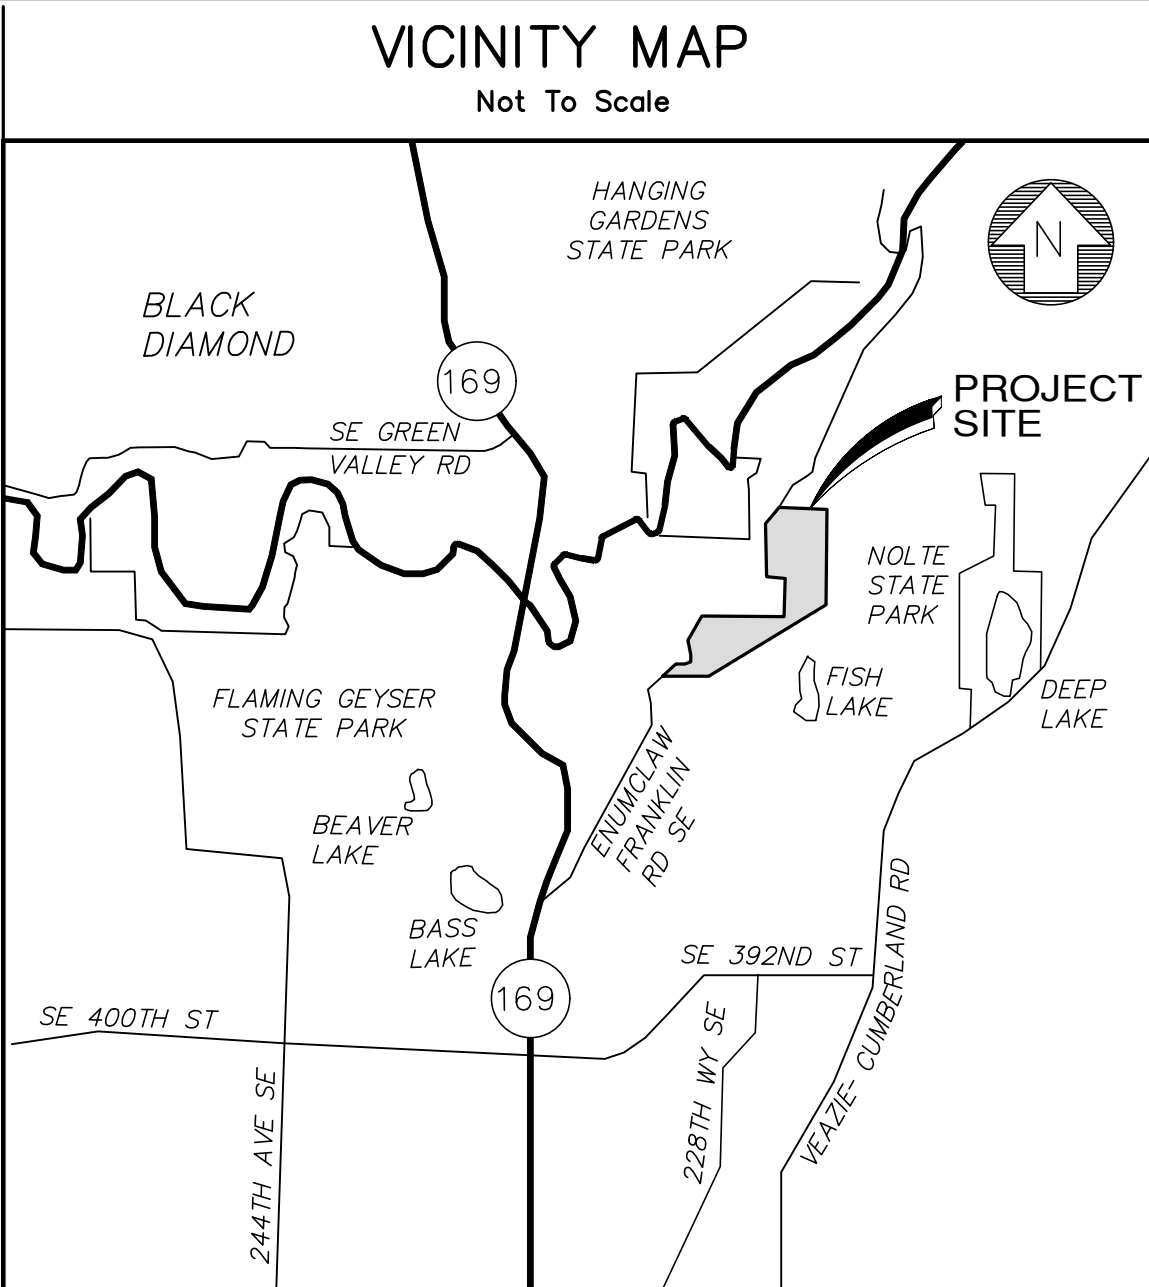 VICINITY MAP
Not To Scale
HANGING
GARDENS
STATE PARK
N
BLACK
DIAMOND
169
PROJECT
SITE
SE GREEN
VALLEY RD
NOLTE
STATE
PARK
FISH
LAKE
DEEP
LAKE
FLAMING GEYSER
STATE PARK
ENUMCLAW
FRANKLIN
RD SE
BEAVER
LAKE
BASS
LAKE
SE 392ND ST
169
SE 400TH ST
VEAZIE- CUMBERLAND RD
228TH WY SE
244TH AVE SE